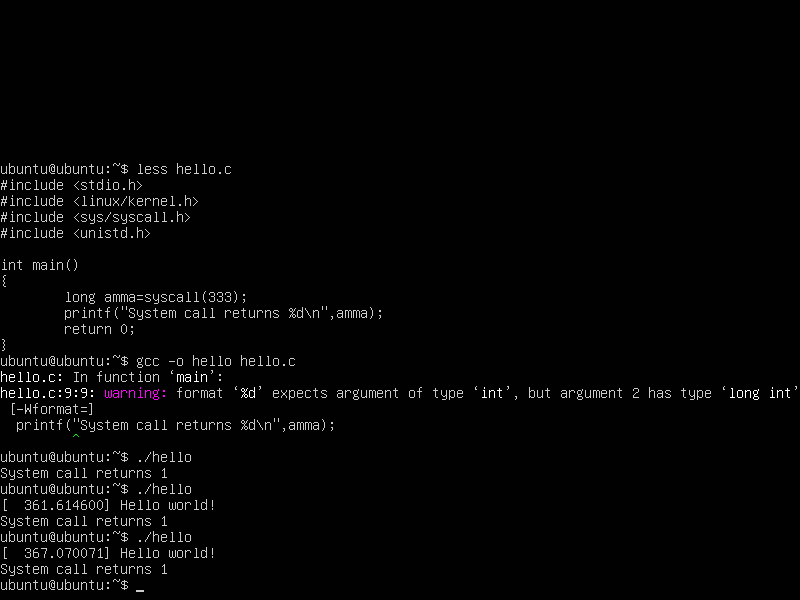 ubuntu@ubuntu:~$ less hello.c
#include <stdio.h>
#include <linux/kernel.h>
#include <sys/syscall.h>
#include <unistd.h>

int main()
{
        long amma=syscall(333);
        printf("System call returns %d\n",amma);
        return 0;
}
ubuntu@ubuntu:~$ gcc -o hello hello.c
hello.c: In function ‘main’:
hello.c:9:9: warning: format ‘%d’ expects argument of type ‘int’, but argument 2 has type ‘long int’
 [-Wformat=]
  printf("System call returns %d\n",amma);
         ^
ubuntu@ubuntu:~$ ./hello
System call returns 1
ubuntu@ubuntu:~$ ./hello
[  361.614600] Hello world!
System call returns 1
ubuntu@ubuntu:~$ ./hello
[  367.070071] Hello world!
System call returns 1
ubuntu@ubuntu:~$ _